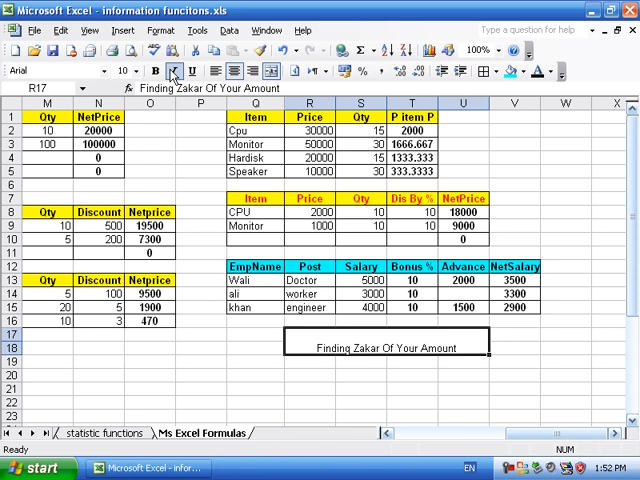 Microsoft Excel - information funcitons.xls
File Edit View Insert Format Tools Data Window Help Type a question for help
Σ 100%
Arial 10 B I U % ,
R17 fx Finding Zakar Of Your Amount
M N O P Q R S T U V W X
1 Qty NetPrice Item Price Qty P item P
2 10 20000 Cpu 30000 15 2000
3 100 100000 Monitor 50000 30 1666.667
4 0 Hardisk 20000 15 1333.333
5 0 Speaker 10000 30 333.3333
6
7 Item Price Qty Dis By % NetPrice
8 Qty Discount Netprice CPU 2000 10 10 18000
9 10 500 19500 Monitor 1000 10 10 9000
10 5 200 7300 0
11 0
12 EmpName Post Salary Bonus % Advance NetSalary
13 Qty Discount Netprice Wali Doctor 5000 10 2000 3500
14 5 100 9500 ali worker 3000 10 3300
15 20 5 1900 khan engineer 4000 10 1500 2900
16 10 3 470
17
18 Finding Zakar Of Your Amount
19
20
21
22
23
statistic functions Ms Excel Formulas
Ready NUM
start Microsoft Excel - infor... EN 1:52 PM